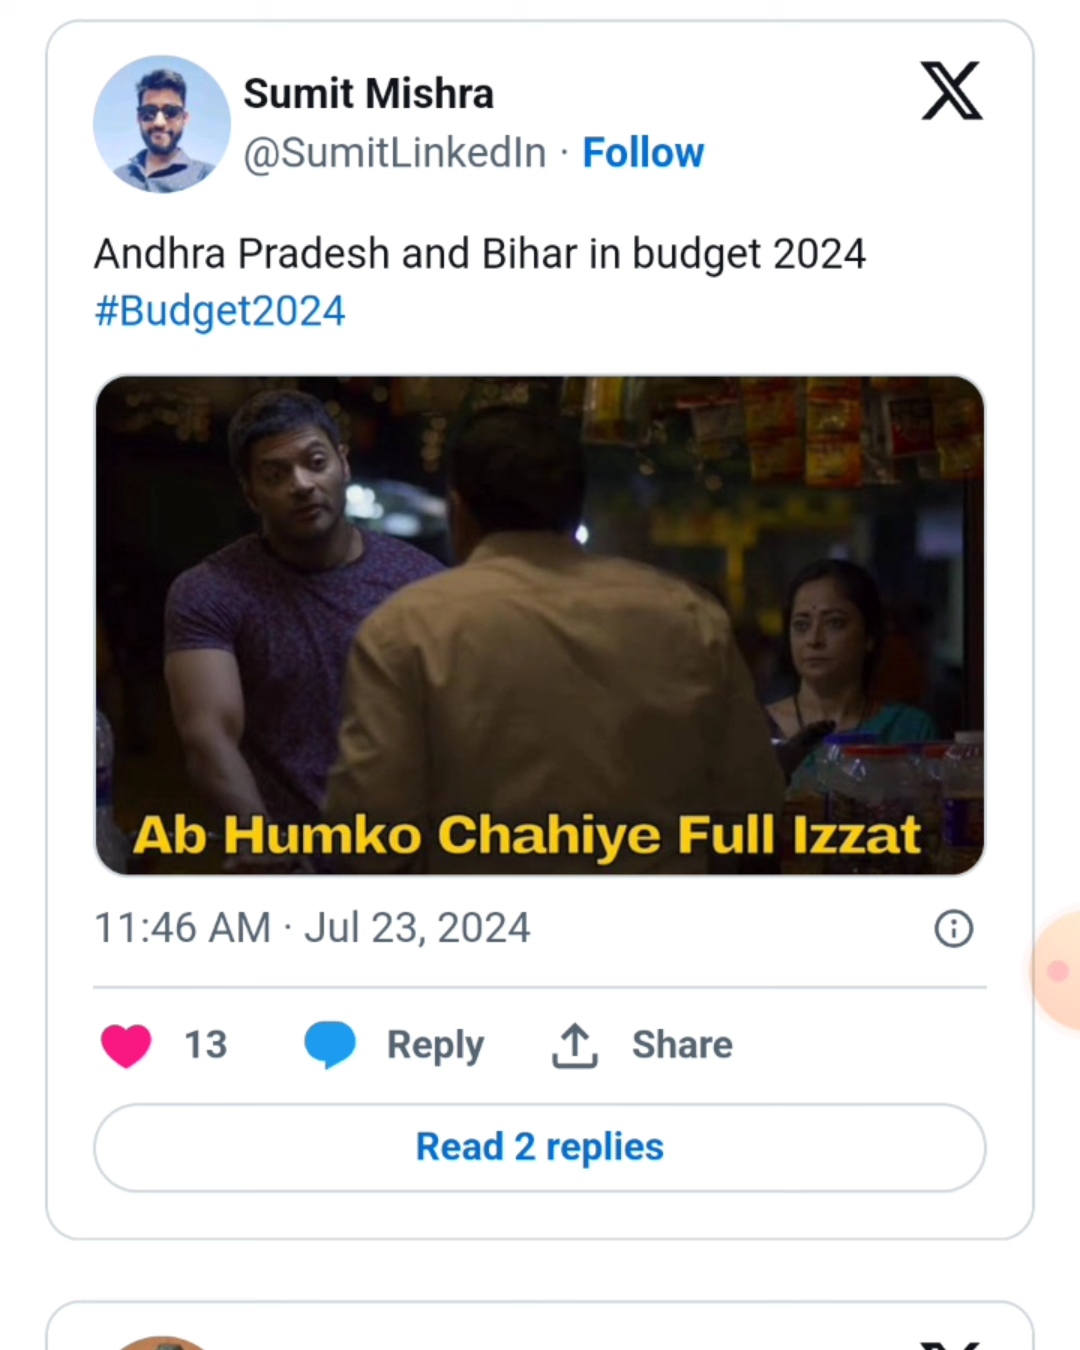 Sumit Mishra
@SumitLinkedIn · Follow
Andhra Pradesh and Bihar in budget 2024
#Budget2024
Ab Humko Chahiye Full Izzat
11:46 AM · Jul 23, 2024
13 Reply Share
Read 2 replies